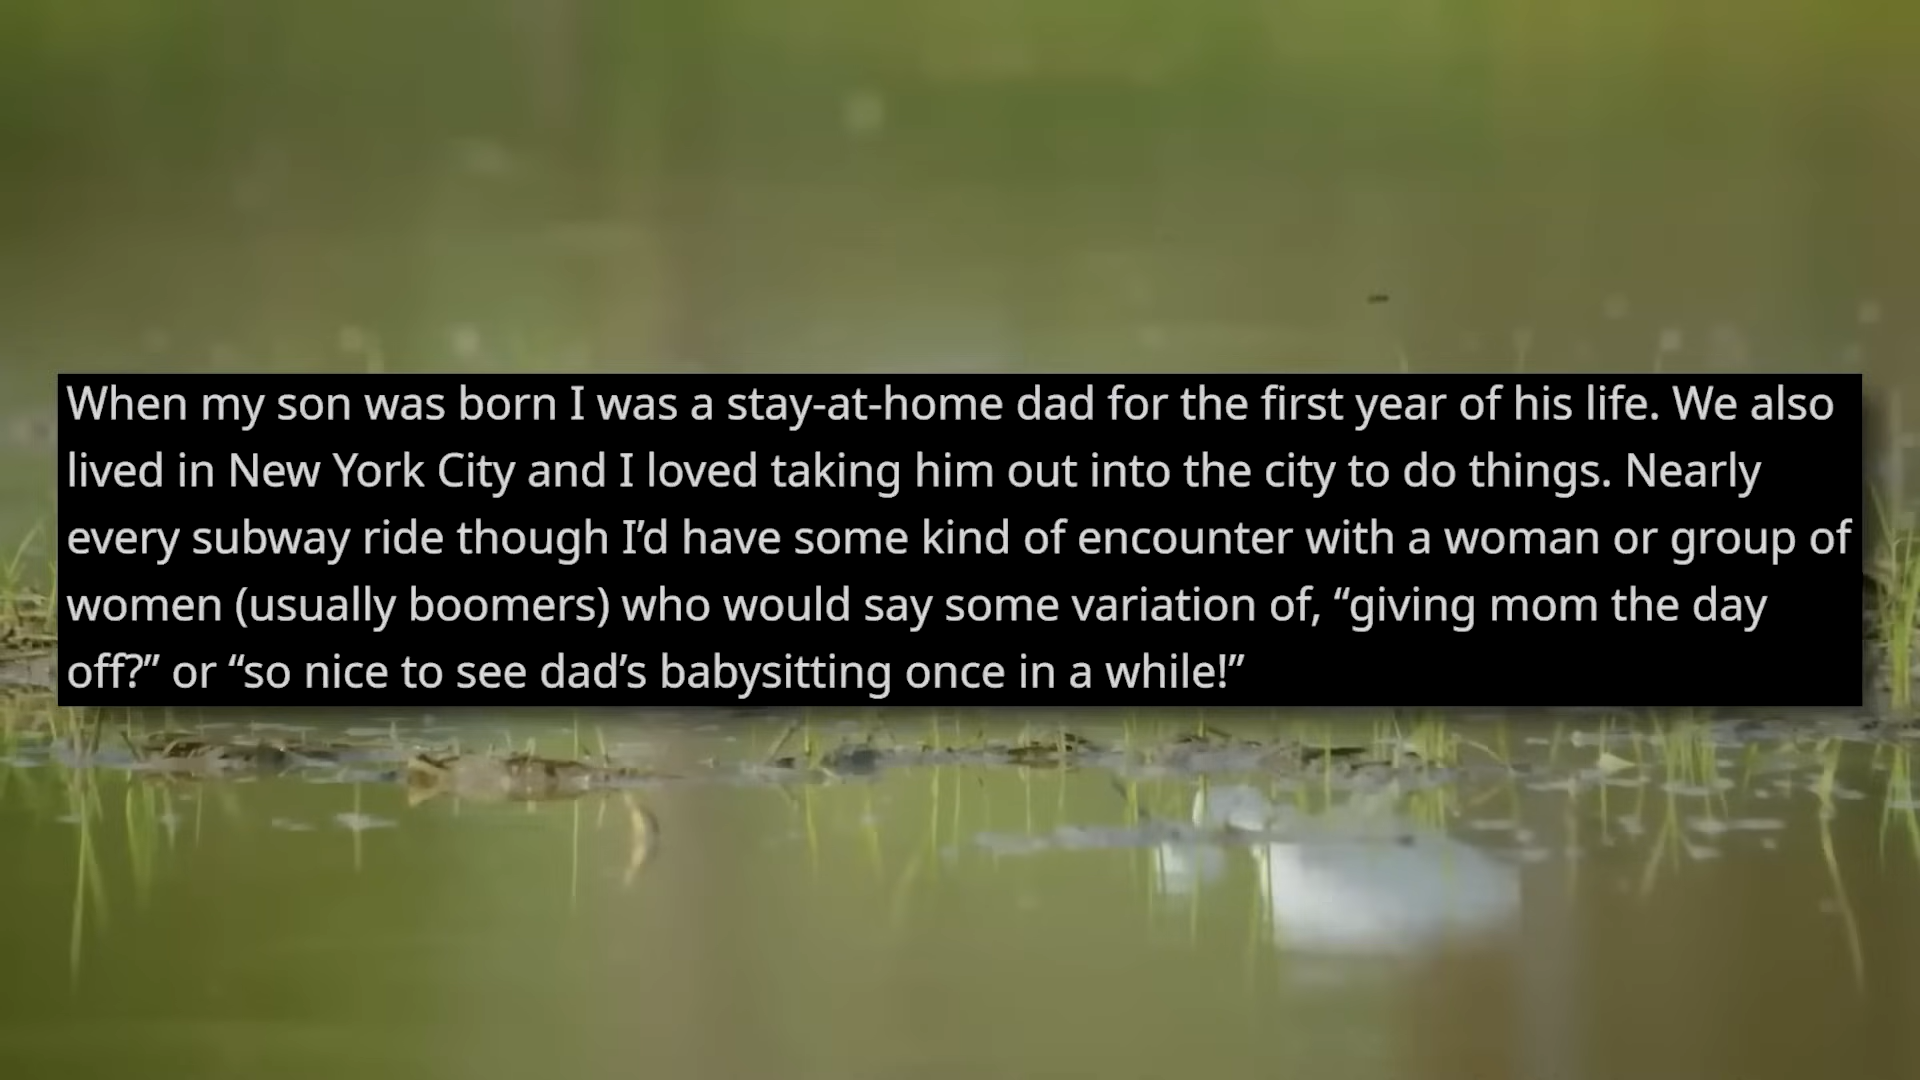 When my son was born I was a stay-at-home dad for the first year of his life. We also
lived in New York City and I loved taking him out into the city to do things. Nearly
every subway ride though I’d have some kind of encounter with a woman or group of
women (usually boomers) who would say some variation of, “giving mom the day
off?” or “so nice to see dad’s babysitting once in a while!”